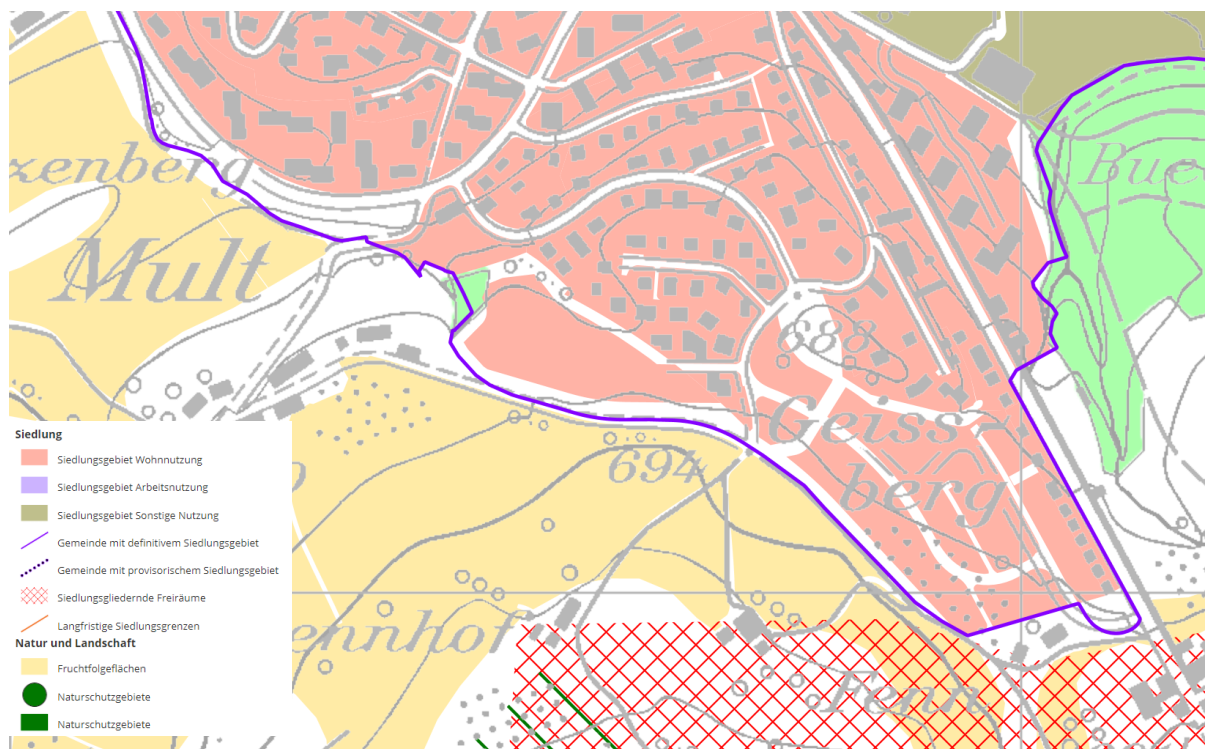 Bue
xenberg
Mult
688
Geiss
berg
694
ennhof
Fenn
Siedlung
Siedlungsgebiet Wohnnutzung
Siedlungsgebiet Arbeitsnutzung
Siedlungsgebiet Sonstige Nutzung
Gemeinde mit definitivem Siedlungsgebiet
Gemeinde mit provisorischem Siedlungsgebiet
Siedlungsgliedernde Freiräume
Langfristige Siedlungsgrenzen
Natur und Landschaft
Fruchtfolgeflächen
Naturschutzgebiete
Naturschutzgebiete